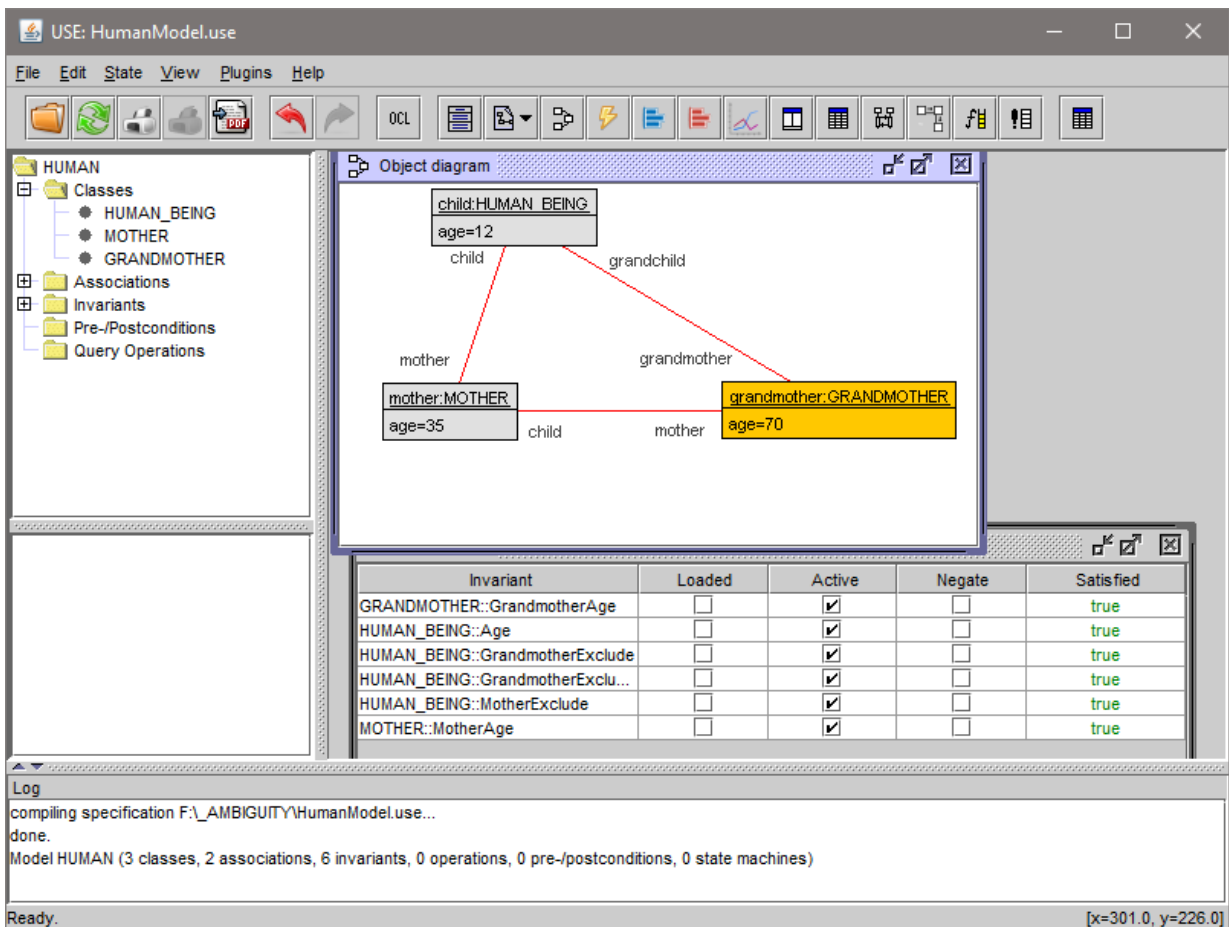 USE: HumanModel.use
File Edit State View Plugins Help
PDF OCL
HUMAN
Classes
HUMAN_BEING
MOTHER
GRANDMOTHER
Associations
Invariants
Pre-/Postconditions
Query Operations
Object diagram
child:HUMAN_BEING
age=12
child grandchild
mother grandmother
mother:MOTHER grandmother:GRANDMOTHER
age=35 age=70
child mother
Invariant Loaded Active Negate Satisfied
GRANDMOTHER::GrandmotherAge true
HUMAN_BEING::Age true
HUMAN_BEING::GrandmotherExclude true
HUMAN_BEING::GrandmotherExclu... true
HUMAN_BEING::MotherExclude true
MOTHER::MotherAge true
Log
compiling specification F:\_AMBIGUITY\HumanModel.use...
done.
Model HUMAN (3 classes, 2 associations, 6 invariants, 0 operations, 0 pre-/postconditions, 0 state machines)
Ready. [x=301.0, y=226.0]